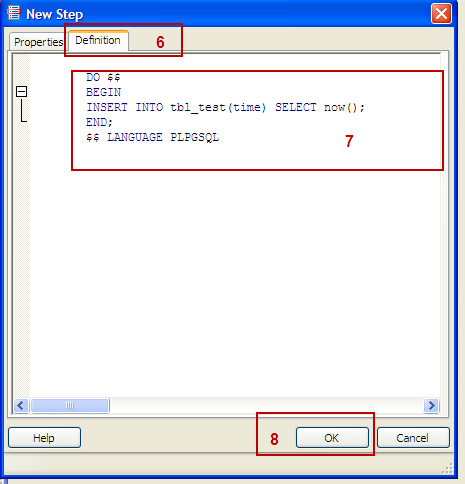 New Step
Properties
Definition
6
DO $$
BEGIN
INSERT INTO tbl_test(time) SELECT now();
END;
$$ LANGUAGE PLPGSQL
7
Help
8
OK
Cancel